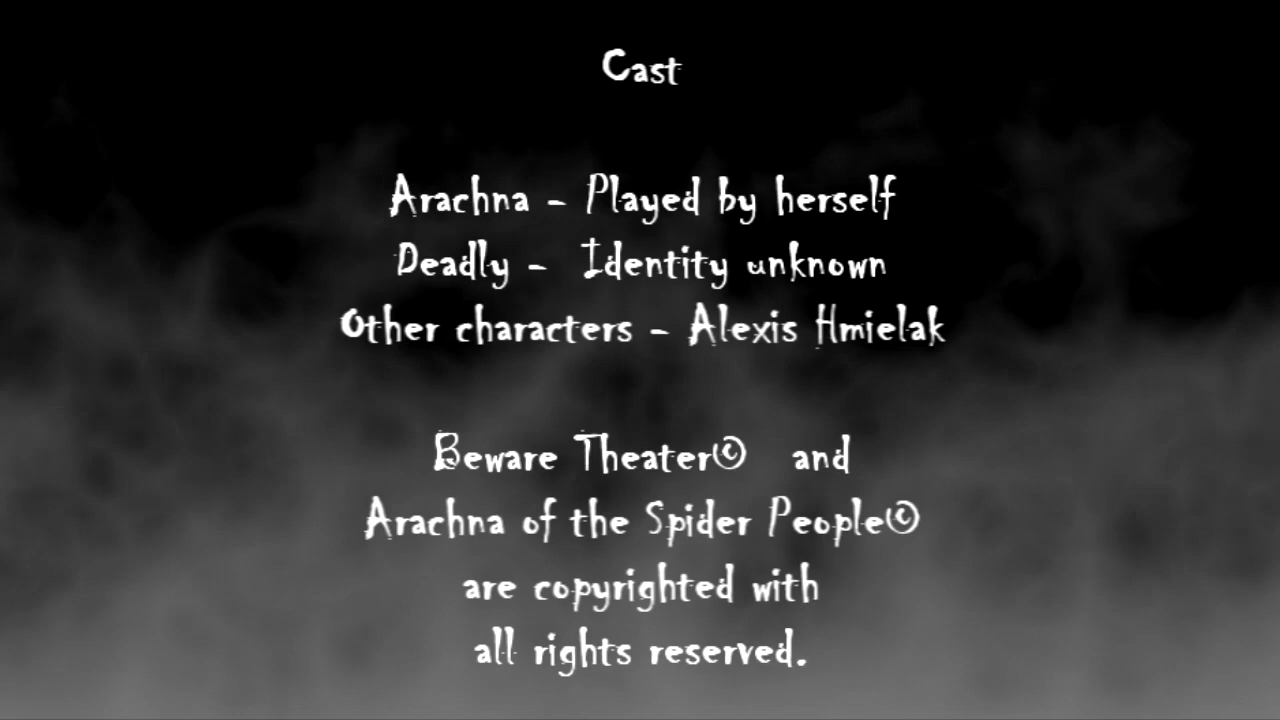 Cast
Arachna - Played by herself
Deadly - Identity unknown
Other characters - Alexis Hmielak
Beware Theater© and
Arachna of the Spider People©
are copyrighted with
all rights reserved.